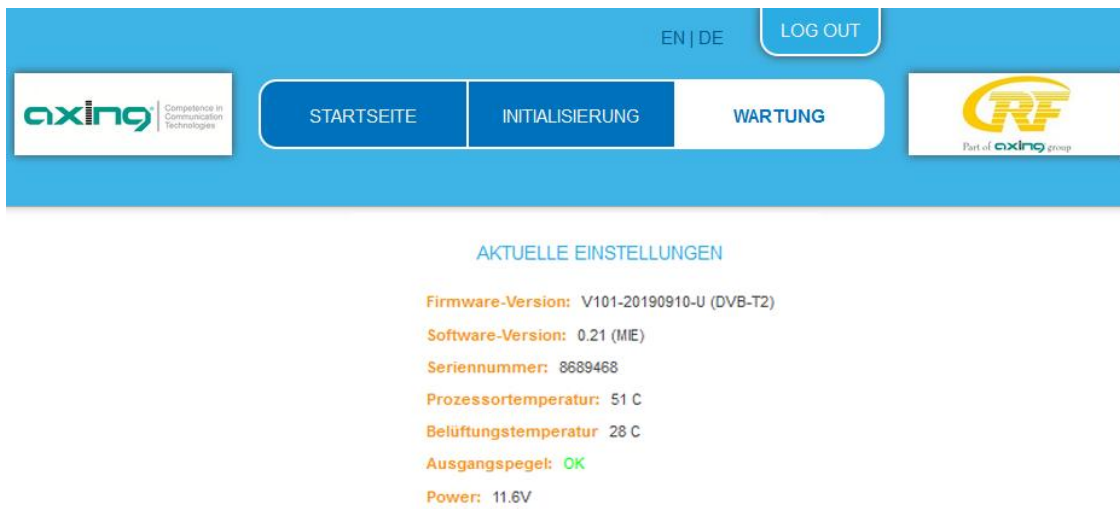 EN | DE
LOG OUT
axing
Competence in
Communication
Technologies
STARTSEITE
INITIALISIERUNG
WARTUNG
CRF
Part of axing group
AKTUELLE EINSTELLUNGEN
Firmware-Version: V101-20190910-U (DVB-T2)
Software-Version: 0.21 (MIE)
Seriennummer: 8689468
Prozessortemperatur: 51 C
Belüftungstemperatur 28 C
Ausgangspegel: OK
Power: 11.6V